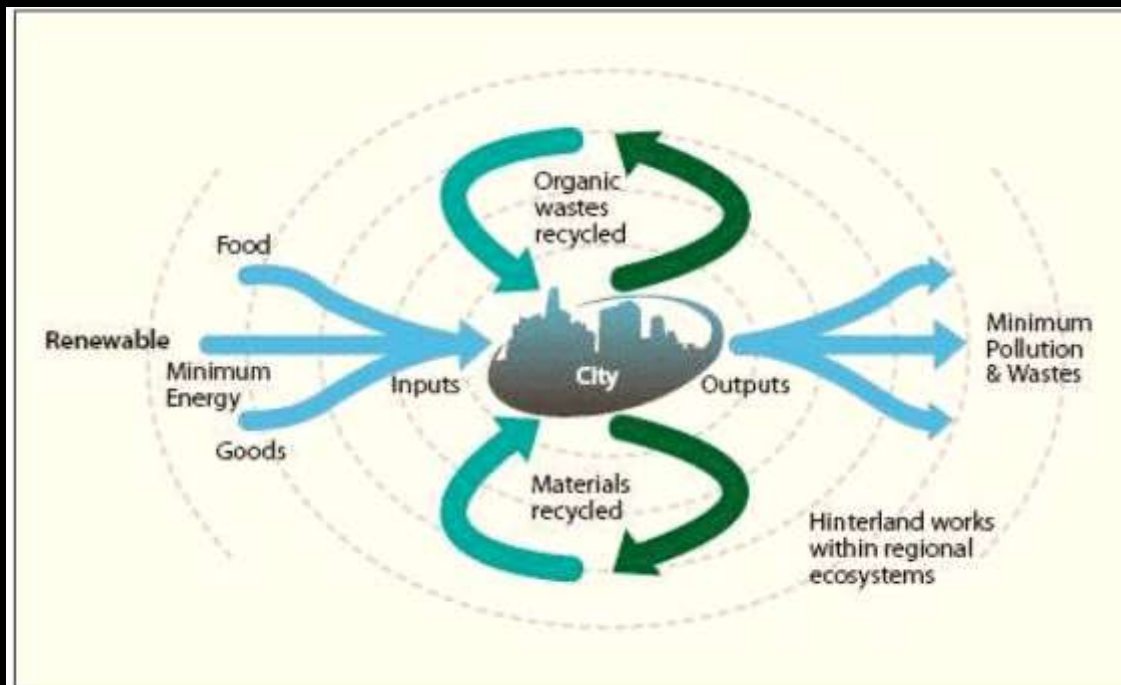 Organic
wastes
recycled
Food
Renewable
Minimum
Energy
Goods
Inputs
City
Outputs
Minimum
Pollution
& Wastes
Materials
recycled
Hinterland works
within regional
ecosystems